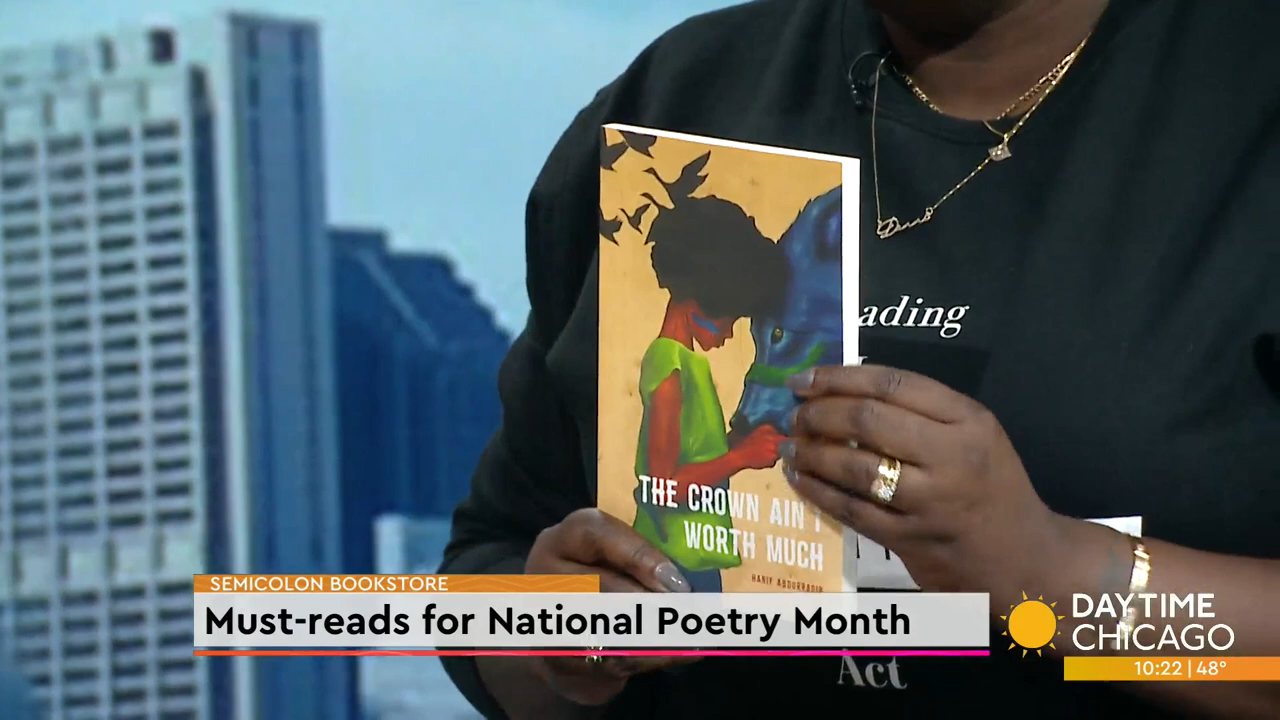 ading
THE CROWN AIN'T
WORTH MUCH
HANIF ABDURRAQIB
SEMICOLON BOOKSTORE
Must-reads for National Poetry Month
DAYTIME
CHICAGO
10:22 | 48°
Act